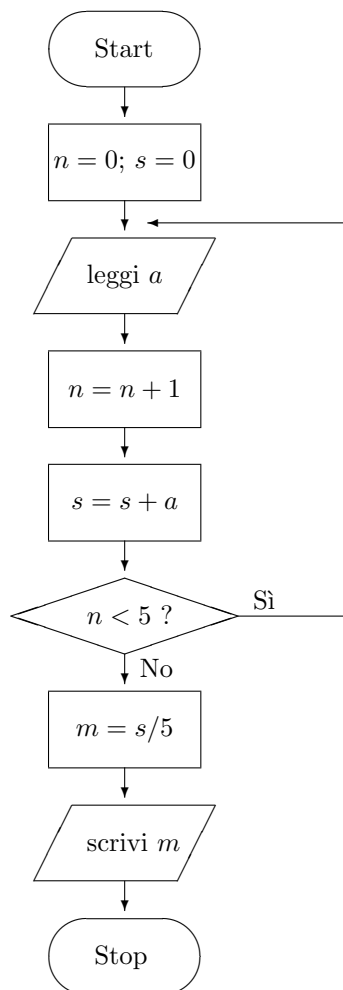 Start
n = 0; s = 0
leggi a
n = n + 1
s = s + a
n < 5 ?
Sì
No
m = s/5
scrivi m
Stop